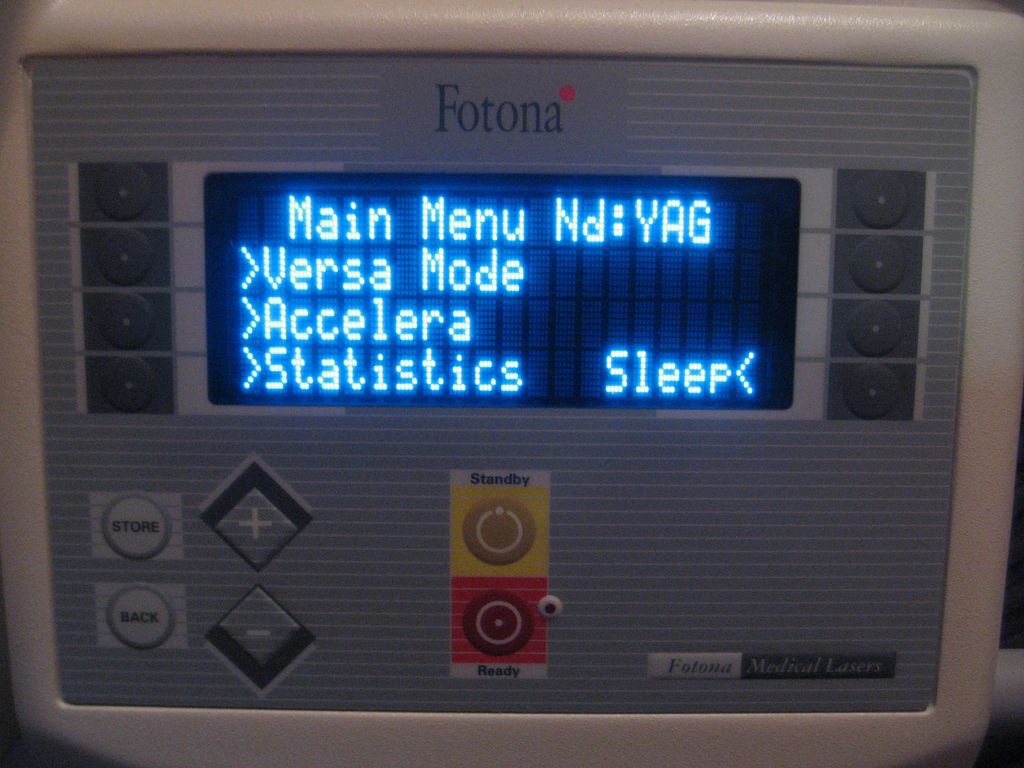 Fotona
Main Menu Nd:YAG
>Versa Mode
>Accelera
>Statistics Sleep<
Standby
STORE
+
BACK
-
Ready
Fotona Medical Lasers